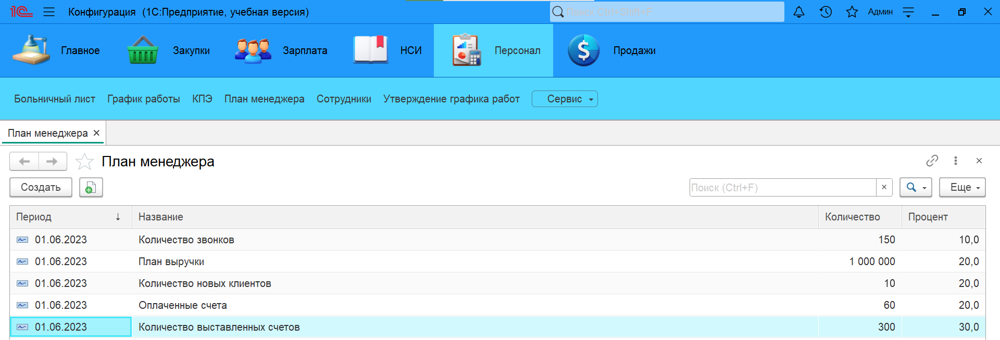 1С Конфигурация (1С:Предприятие, учебная версия) Поиск Ctrl+Shift+F Админ
Главное Закупки Зарплата НСИ Персонал Продажи
Больничный лист График работы КПЭ План менеджера Сотрудники Утверждение графика работ Сервис
План менеджера
План менеджера
Создать Поиск (Ctrl+F) Еще
Период Название Количество Процент
01.06.2023 Количество звонков 150 10,0
01.06.2023 План выручки 1 000 000 20,0
01.06.2023 Количество новых клиентов 10 20,0
01.06.2023 Оплаченные счета 60 20,0
01.06.2023 Количество выставленных счетов 300 30,0